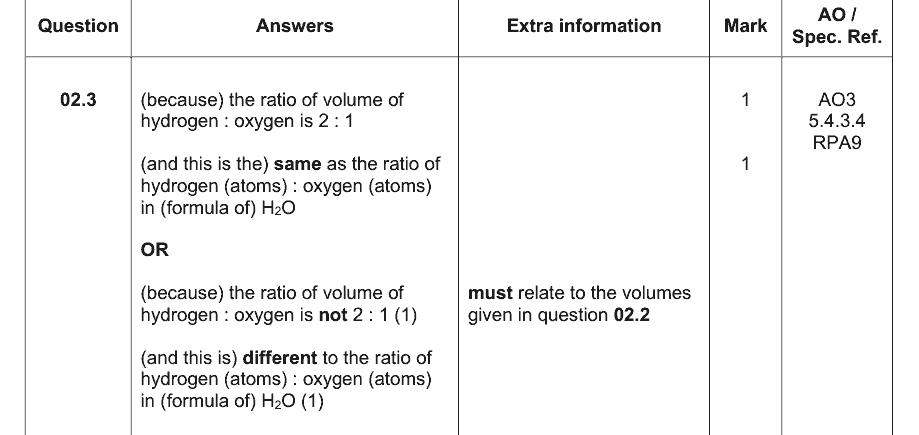 Question Answers Extra information Mark AO /
Spec. Ref.
02.3 (because) the ratio of volume of 1 AO3
hydrogen : oxygen is 2 : 1 5.4.3.4
RPA9
(and this is the) same as the ratio of 1
hydrogen (atoms) : oxygen (atoms)
in (formula of) H₂O
OR
(because) the ratio of volume of must relate to the volumes
hydrogen : oxygen is not 2 : 1 (1) given in question 02.2
(and this is) different to the ratio of
hydrogen (atoms) : oxygen (atoms)
in (formula of) H₂O (1)